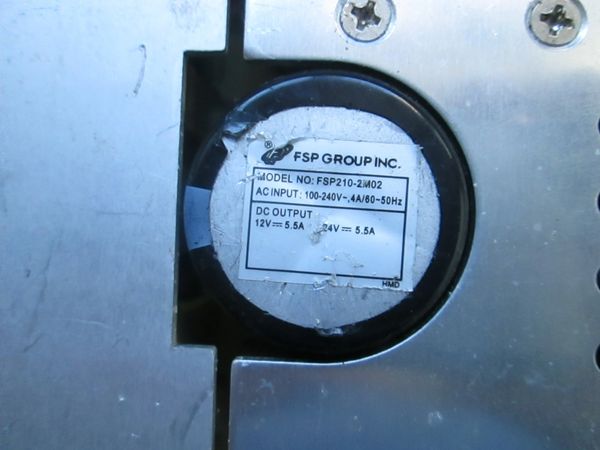 ® FSP GROUP INC.
MODEL NO: FSP210-2M02
AC INPUT: 100-240V~,4A/60~50Hz
DC OUTPUT
12V⎓5.5A 24V⎓5.5A
HMD